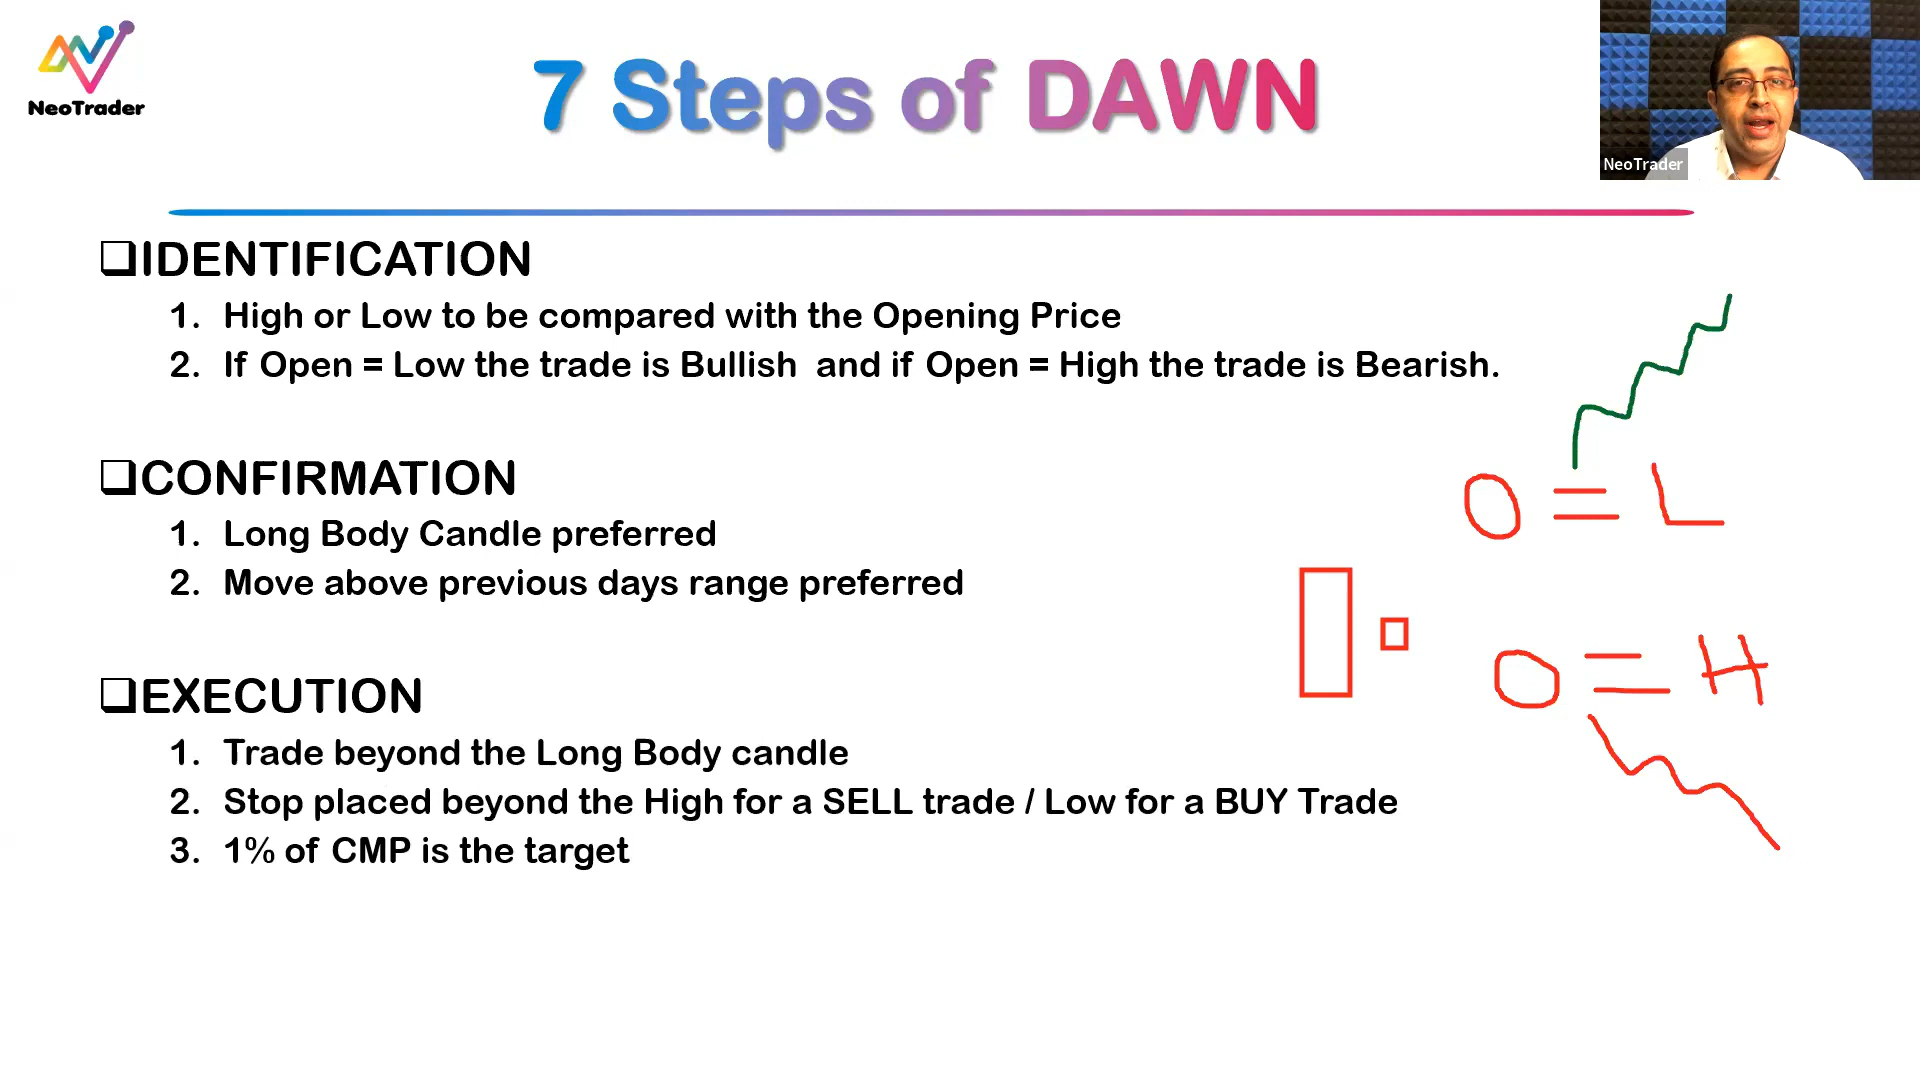 NeoTrader
7 Steps of DAWN
NeoTrader
❑IDENTIFICATION
1. High or Low to be compared with the Opening Price
2. If Open = Low the trade is Bullish and if Open = High the trade is Bearish.
O = L
❑CONFIRMATION
1. Long Body Candle preferred
2. Move above previous days range preferred
O = H
❑EXECUTION
1. Trade beyond the Long Body candle
2. Stop placed beyond the High for a SELL trade / Low for a BUY Trade
3. 1% of CMP is the target